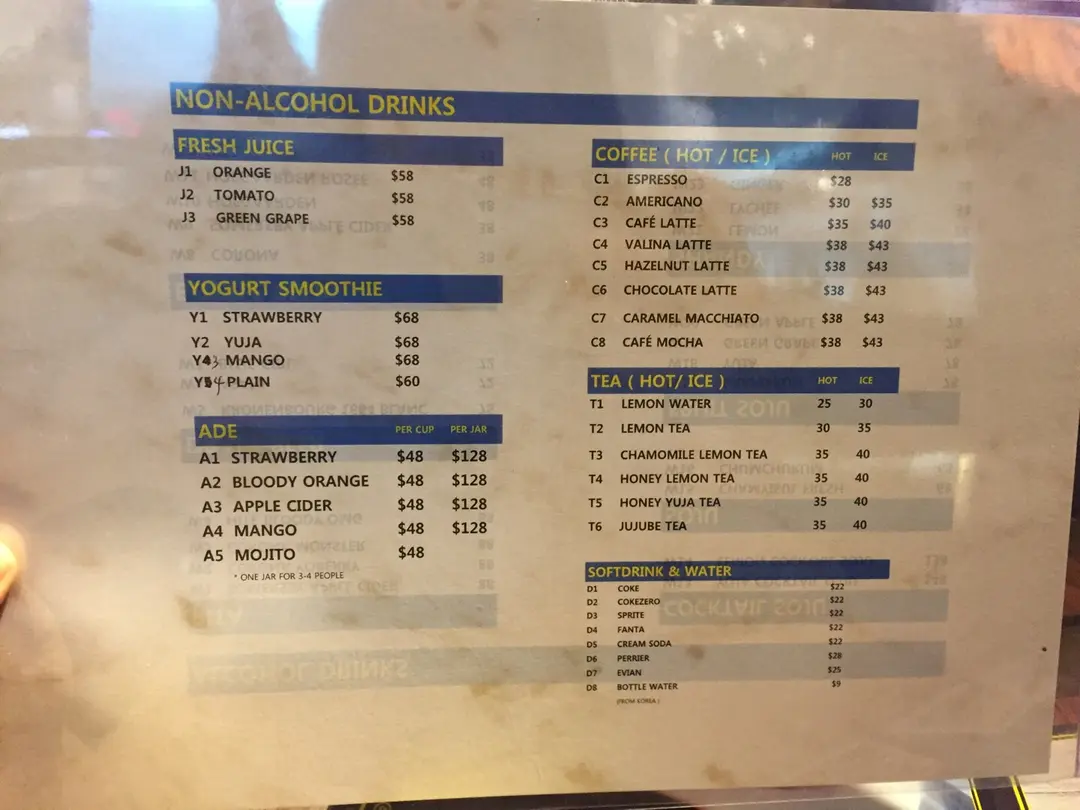 NON-ALCOHOL DRINKS
FRESH JUICE
J1 ORANGE $58
J2 TOMATO $58
J3 GREEN GRAPE $58
YOGURT SMOOTHIE
Y1 STRAWBERRY $68
Y2 YUJA $68
Y3 MANGO $68
Y4 PLAIN $60
ADE PER CUP PER JAR
A1 STRAWBERRY $48 $128
A2 BLOODY ORANGE $48 $128
A3 APPLE CIDER $48 $128
A4 MANGO $48 $128
A5 MOJITO $48
* ONE JAR FOR 3-4 PEOPLE
COFFEE ( HOT / ICE ) HOT ICE
C1 ESPRESSO $28
C2 AMERICANO $30 $35
C3 CAFÉ LATTE $35 $40
C4 VALINA LATTE $38 $43
C5 HAZELNUT LATTE $38 $43
C6 CHOCOLATE LATTE $38 $43
C7 CARAMEL MACCHIATO $38 $43
C8 CAFÉ MOCHA $38 $43
TEA ( HOT/ ICE ) HOT ICE
T1 LEMON WATER 25 30
T2 LEMON TEA 30 35
T3 CHAMOMILE LEMON TEA 35 40
T4 HONEY LEMON TEA 35 40
T5 HONEY YUJA TEA 35 40
T6 JUJUBE TEA 35 40
SOFTDRINK & WATER
D1 COKE $22
D2 COKEZERO $22
D3 SPRITE $22
D4 FANTA $22
D5 CREAM SODA $22
D6 PERRIER $28
D7 EVIAN $25
D8 BOTTLE WATER $9
(FROM KOREA )